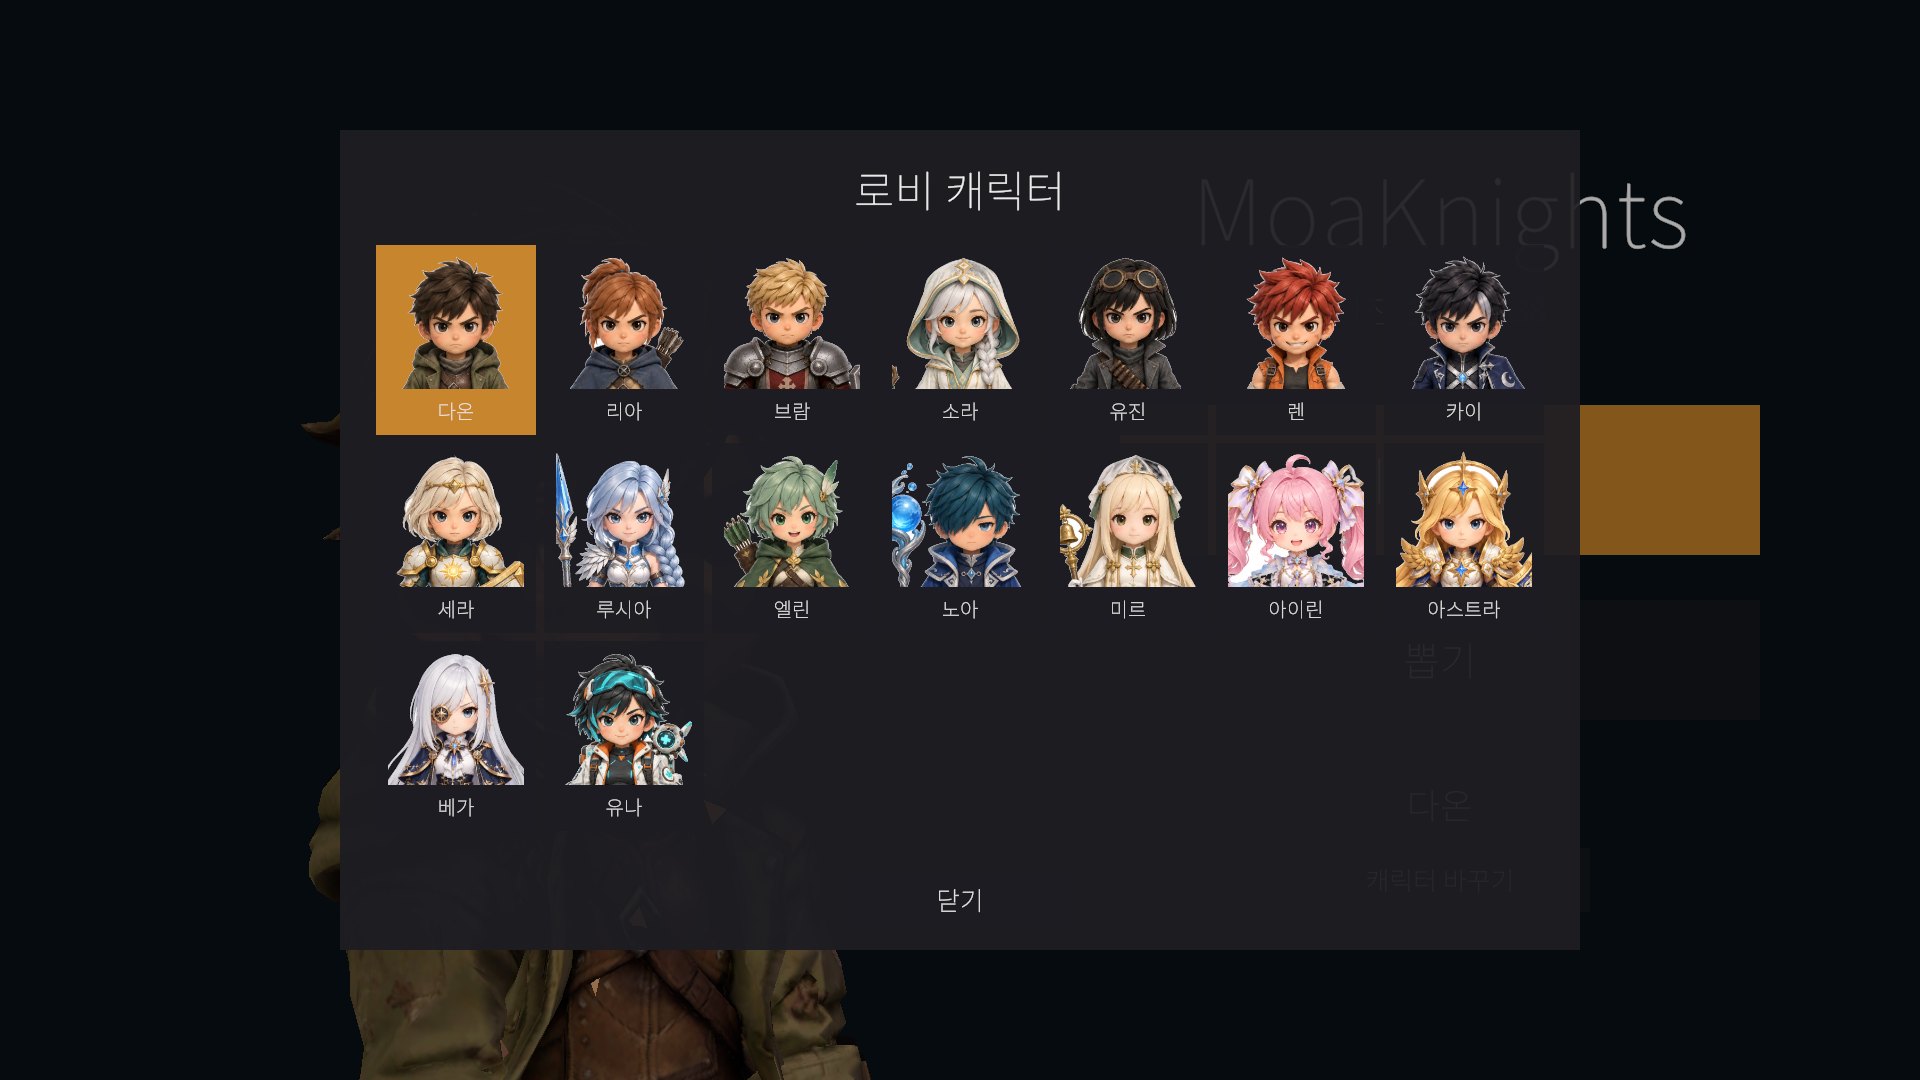 로비 캐릭터
MoaKnights
다온 리아 브람 소라 유진 렌 카이
세라 루시아 엘린 노아 미르 아이린 아스트라
뽑기
베가 유나
다온
캐릭터 바꾸기
닫기